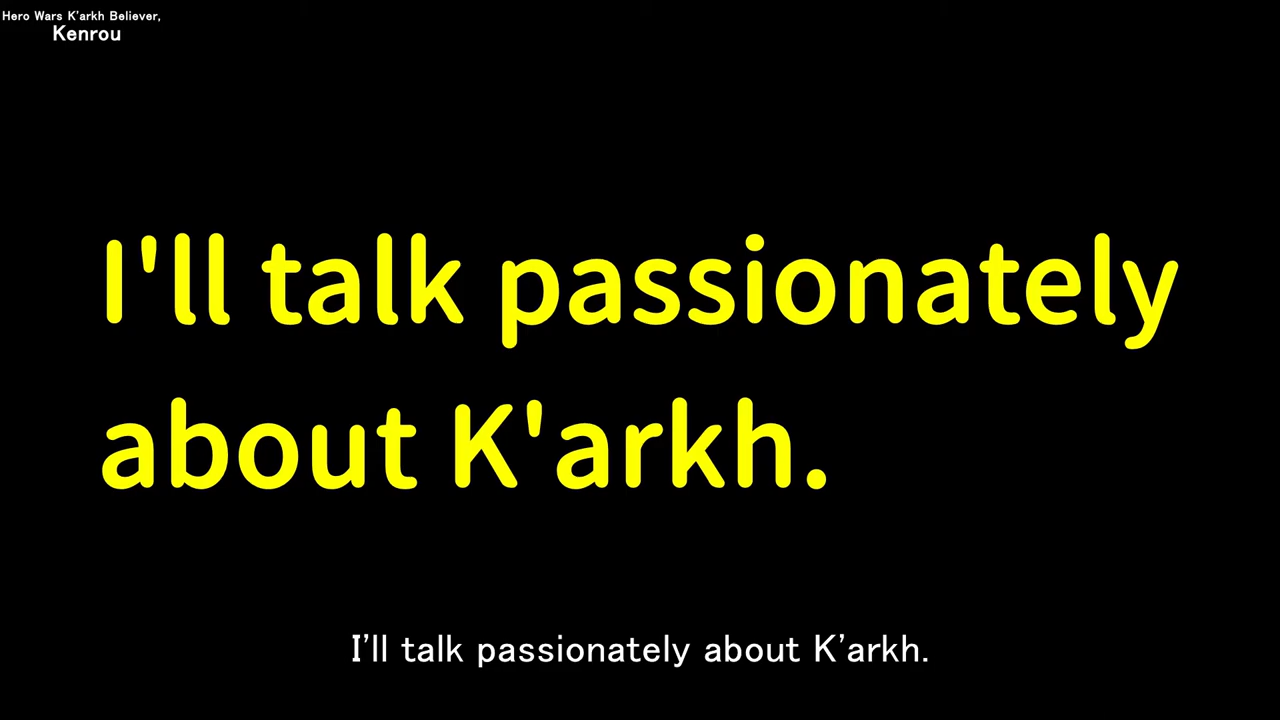 Hero Wars K'arkh Believer,
Kenrou
I'll talk passionately
about K'arkh.
I’ll talk passionately about K’arkh.